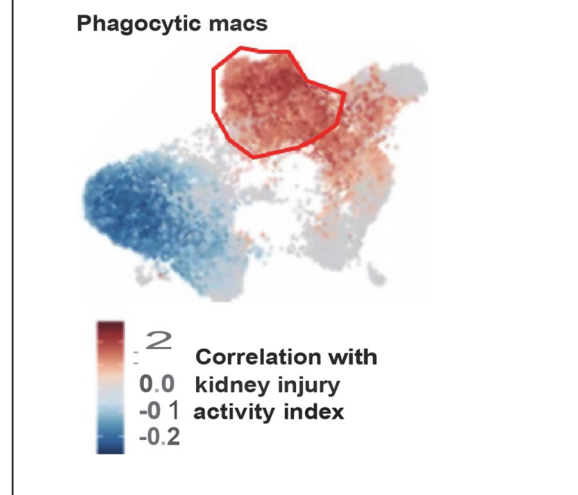 Phagocytic macs
2
Correlation with
0.0 kidney injury
-0 1 activity index
-0.2